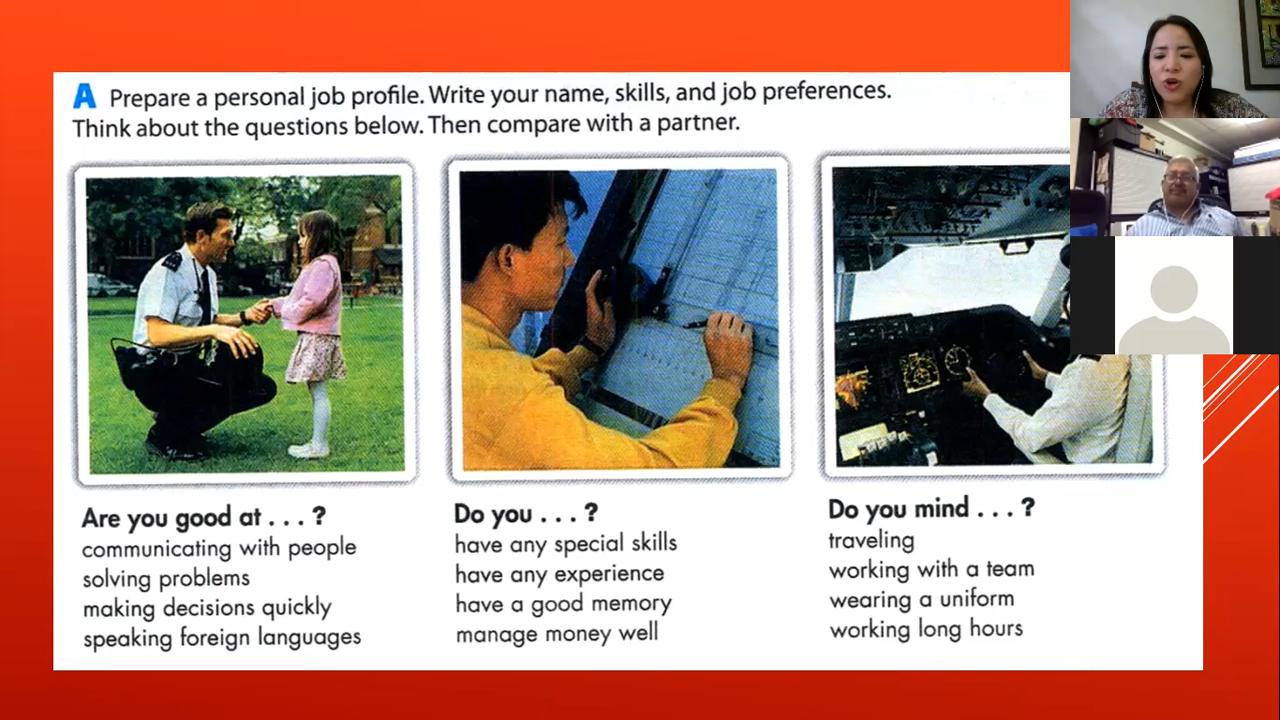 A Prepare a personal job profile. Write your name, skills, and job preferences.
Think about the questions below. Then compare with a partner.
Are you good at . . . ?
communicating with people
solving problems
making decisions quickly
speaking foreign languages
Do you . . . ?
have any special skills
have any experience
have a good memory
manage money well
Do you mind . . . ?
traveling
working with a team
wearing a uniform
working long hours